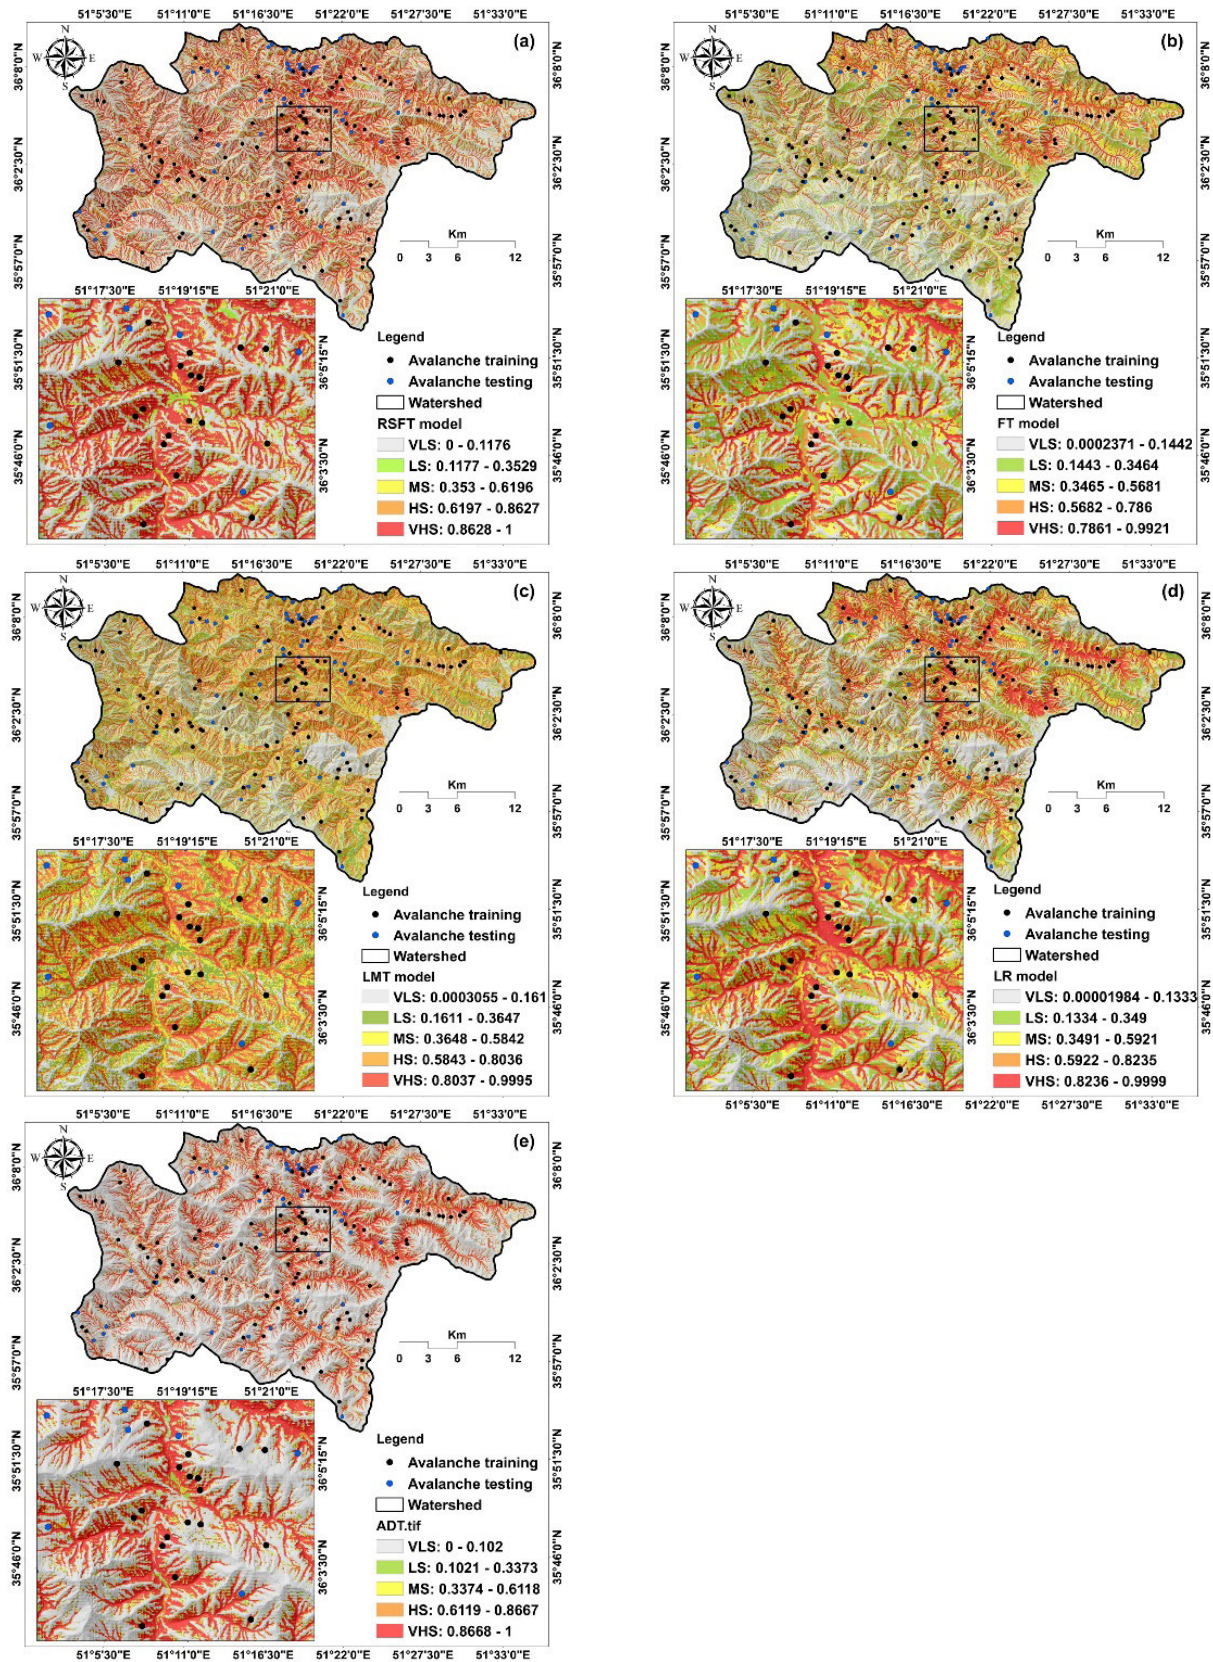 51°5'30"E 51°11'0"E 51°16'30"E 51°22'0"E 51°27'30"E 51°33'0"E
N
W E
S
(a)
36°8'0"N
36°2'30"N
35°57'0"N
35°51'30"N
35°46'0"N
Km
0 3 6 12
51°17'30"E 51°19'15"E 51°21'0"E
36°5'15"N
36°3'30"N
Legend
Avalanche training
Avalanche testing
Watershed
RSFT model
VLS: 0 - 0.1176
LS: 0.1177 - 0.3529
MS: 0.353 - 0.6196
HS: 0.6197 - 0.8627
VHS: 0.8628 - 1
51°5'30"E 51°11'0"E 51°16'30"E 51°22'0"E 51°27'30"E 51°33'0"E
N
W E
S
(b)
36°8'0"N
36°2'30"N
35°57'0"N
35°51'30"N
35°46'0"N
Km
0 3 6 12
51°17'30"E 51°19'15"E 51°21'0"E
36°5'15"N
36°3'30"N
Legend
Avalanche training
Avalanche testing
Watershed
FT model
VLS: 0.0002371 - 0.1442
LS: 0.1443 - 0.3464
MS: 0.3465 - 0.5681
HS: 0.5682 - 0.786
VHS: 0.7861 - 0.9921
51°5'30"E 51°11'0"E 51°16'30"E 51°22'0"E 51°27'30"E 51°33'0"E
N
W E
S
(c)
36°8'0"N
36°2'30"N
35°57'0"N
35°51'30"N
35°46'0"N
Km
0 3 6 12
51°17'30"E 51°19'15"E 51°21'0"E
36°5'15"N
36°3'30"N
Legend
Avalanche training
Avalanche testing
Watershed
LMT model
VLS: 0.0003055 - 0.161
LS: 0.1611 - 0.3647
MS: 0.3648 - 0.5842
HS: 0.5843 - 0.8036
VHS: 0.8037 - 0.9995
51°5'30"E 51°11'0"E 51°16'30"E 51°22'0"E 51°27'30"E 51°33'0"E
N
W E
S
(d)
36°8'0"N
36°2'30"N
35°57'0"N
35°51'30"N
35°46'0"N
Km
0 3 6 12
51°17'30"E 51°19'15"E 51°21'0"E
36°5'15"N
36°3'30"N
Legend
Avalanche training
Avalanche testing
Watershed
LR model
VLS: 0.00001984 - 0.1333
LS: 0.1334 - 0.349
MS: 0.3491 - 0.5921
HS: 0.5922 - 0.8235
VHS: 0.8236 - 0.9999
51°5'30"E 51°11'0"E 51°16'30"E 51°22'0"E 51°27'30"E 51°33'0"E
51°5'30"E 51°11'0"E 51°16'30"E 51°22'0"E 51°27'30"E 51°33'0"E
N
W E
S
(e)
36°8'0"N
36°2'30"N
35°57'0"N
35°51'30"N
35°46'0"N
Km
0 3 6 12
51°17'30"E 51°19'15"E 51°21'0"E
36°5'15"N
36°3'30"N
Legend
Avalanche training
Avalanche testing
Watershed
ADT.tif
VLS: 0 - 0.102
LS: 0.1021 - 0.3373
MS: 0.3374 - 0.6118
HS: 0.6119 - 0.8667
VHS: 0.8668 - 1
51°5'30"E 51°11'0"E 51°16'30"E 51°22'0"E 51°27'30"E 51°33'0"E